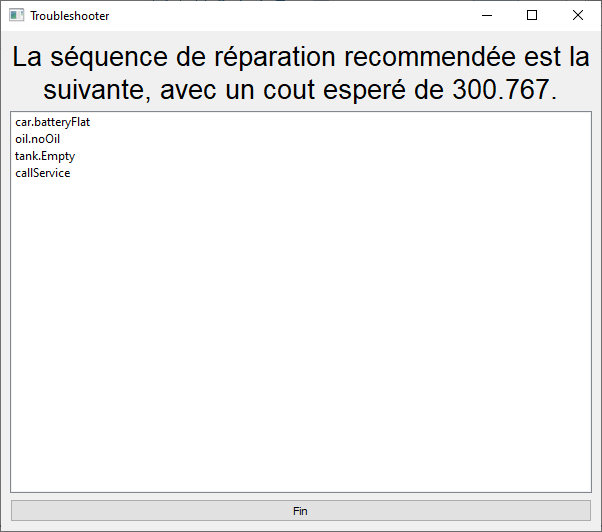 Troubleshooter
La séquence de réparation recommendée est la
suivante, avec un cout esperé de 300.767.
car.batteryFlat
oil.noOil
tank.Empty
callService
Fin